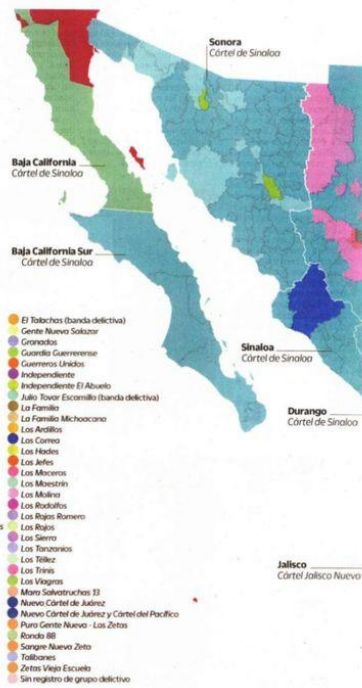 Sonora
Cártel de Sinaloa
Baja California
Cártel de Sinaloa
Baja California Sur
Cártel de Sinaloa
Sinaloa
Cártel de Sinaloa
Durango
Cártel de Sinaloa
Jalisco
Cártel Jalisco Nuevo
El Talachas (banda delictiva)
Gente Nueva Salazar
Granados
Guardia Guerrerense
Guerreros Unidos
Independiente
Independiente El Abuelo
Julio Tovar Escamilla (banda delictiva)
La Familia
La Familia Michoacana
Los Ardillos
Los Correa
Los Hades
Los Jefes
Los Maceros
Los Maestrín
Los Molina
Los Rodolfos
Los Rojas Romero
s Los Rojos
Los Sierra
Los Tanzanios
Los Téllez
Los Trinis
Los Viagras
Mara Salvatruchas 13
Nuevo Cártel de Juárez
Nuevo Cártel de Juárez y Cártel del Pacífico
Pura Gente Nueva - Los Zetas
Ronda 88
Sangre Nueva Zeta
Talibanes
Zetas Vieja Escuela
Sin registro de grupo delictivo